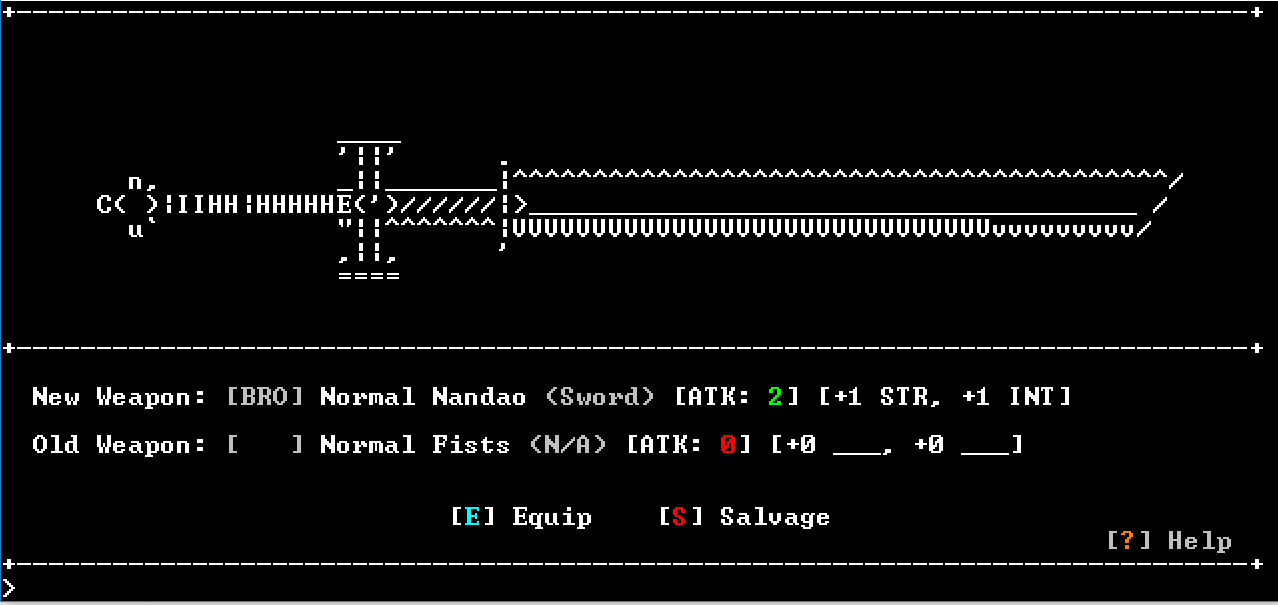 New Weapon: [BRO] Normal Nandao (Sword) [ATK: 2] [+1 STR, +1 INT]
Old Weapon: [   ] Normal Fists (N/A) [ATK: 0] [+0 ___, +0 ___]
[E] Equip    [S] Salvage
[?] Help
>